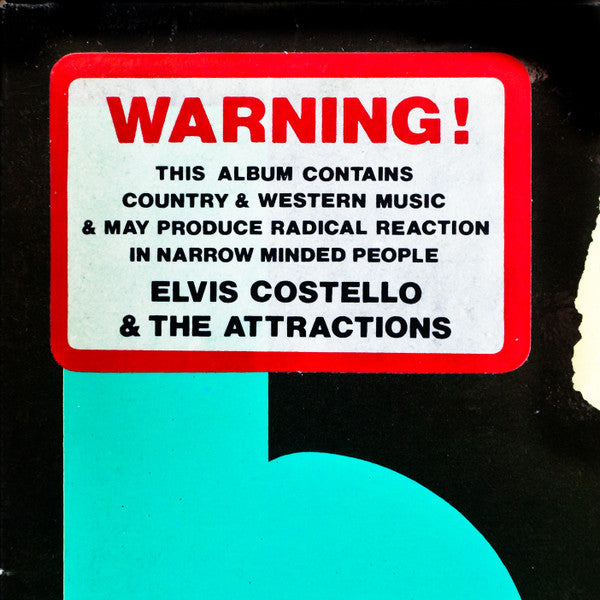 WARNING!
THIS ALBUM CONTAINS
COUNTRY & WESTERN MUSIC
& MAY PRODUCE RADICAL REACTION
IN NARROW MINDED PEOPLE
ELVIS COSTELLO
& THE ATTRACTIONS